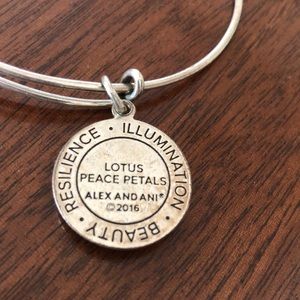 RESILIENCE · ILLUMINATION · BEAUTY ·
LOTUS
PEACE PETALS
ALEX AND ANI®
©2016